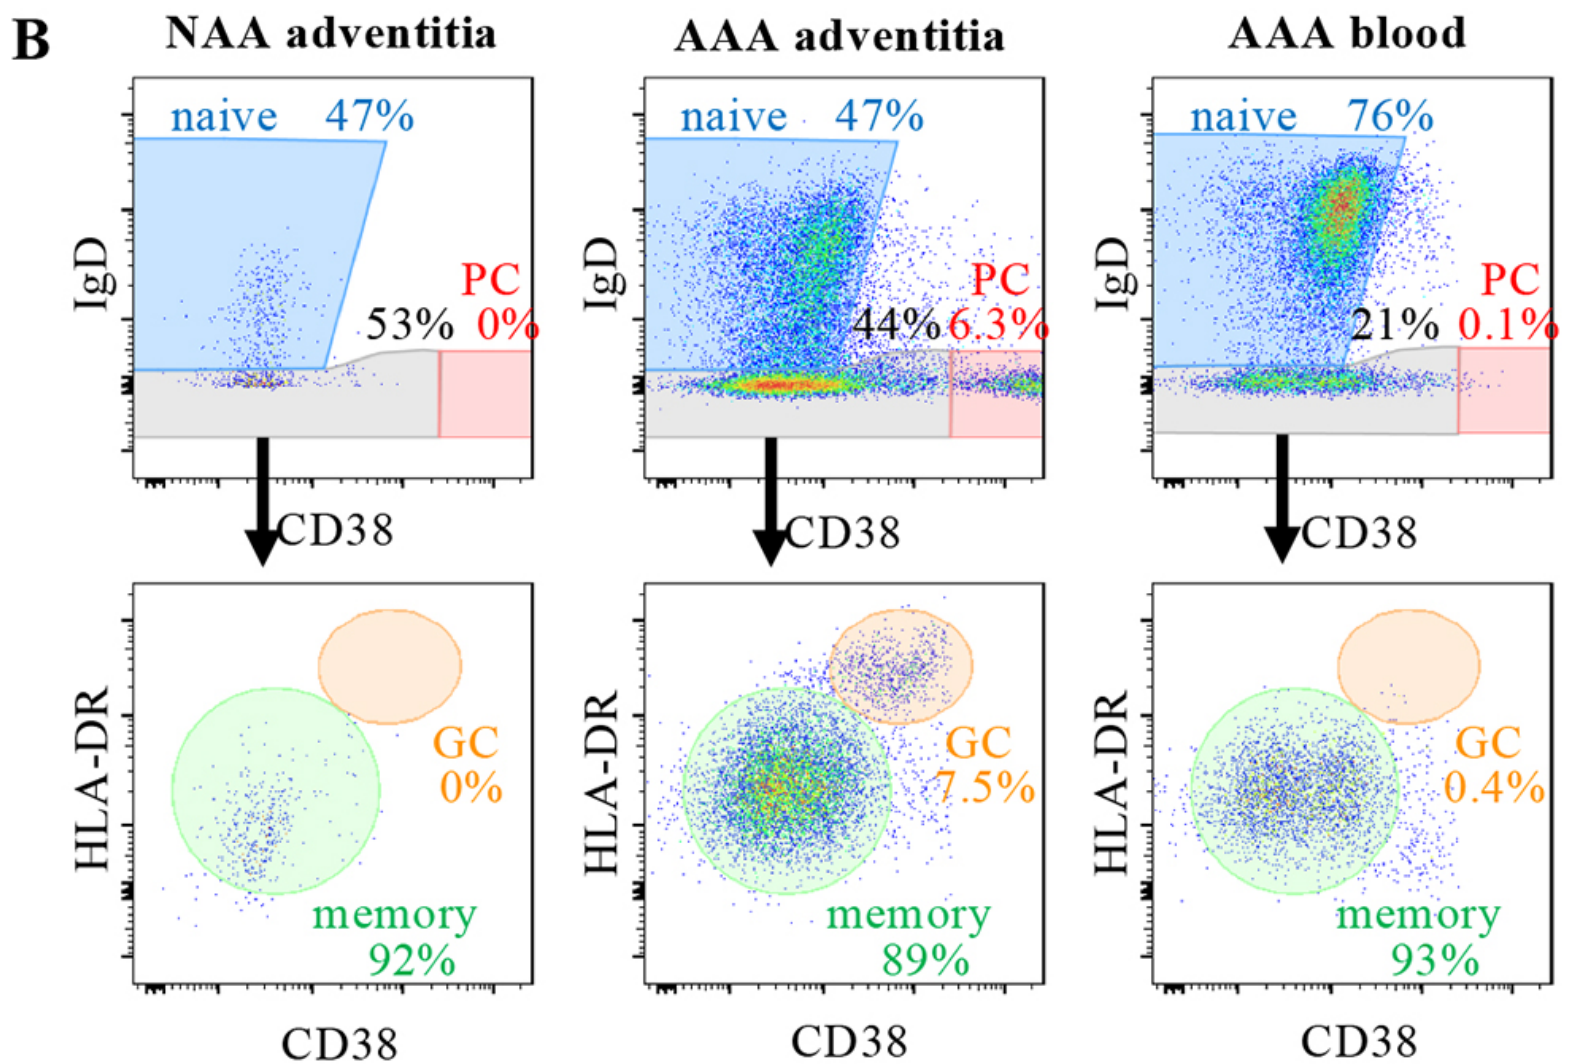 B
NAA adventitia
AAA adventitia
AAA blood
naive 47%
naive 47%
naive 76%
IgD
IgD
IgD
PC
PC
PC
53% 0%
44% 6.3%
21% 0.1%
CD38
CD38
CD38
HLA-DR
HLA-DR
HLA-DR
GC
0%
GC
7.5%
GC
0.4%
memory
92%
memory
89%
memory
93%
CD38
CD38
CD38